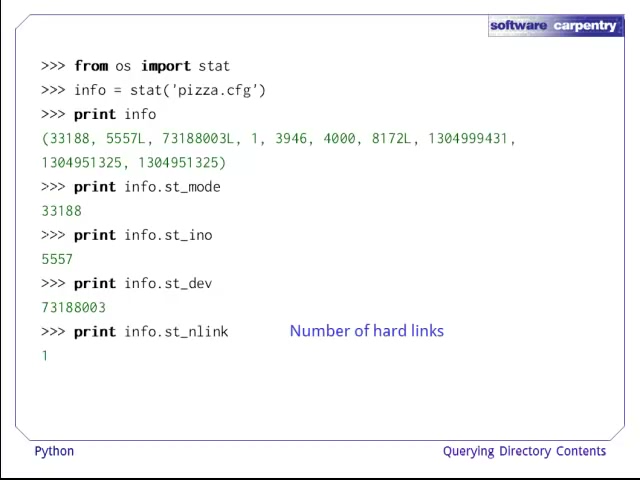 software carpentry
>>> from os import stat
>>> info = stat('pizza.cfg')
>>> print info
(33188, 5557L, 73188003L, 1, 3946, 4000, 8172L, 1304999431,
1304951325, 1304951325)
>>> print info.st_mode
33188
>>> print info.st_ino
5557
>>> print info.st_dev
73188003
>>> print info.st_nlink Number of hard links
1
Python Querying Directory Contents